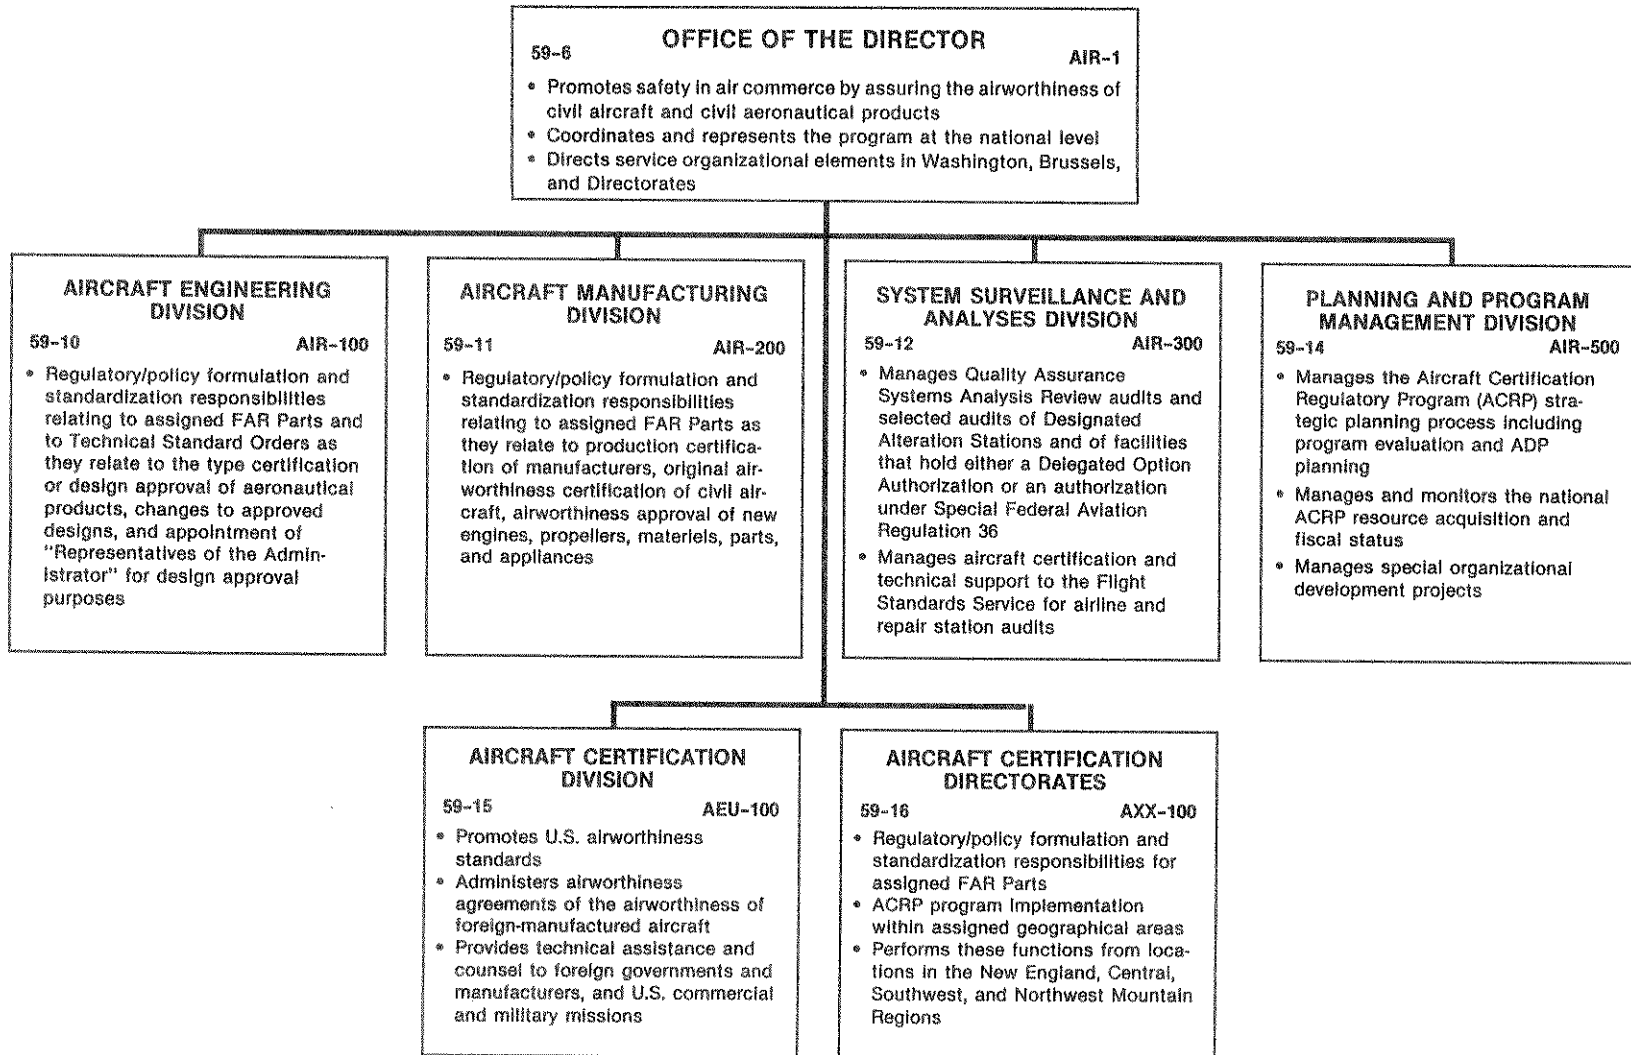 OFFICE OF THE DIRECTOR
59-6 AIR-1
• Promotes safety in air commerce by assuring the airworthiness of
civil aircraft and civil aeronautical products
• Coordinates and represents the program at the national level
• Directs service organizational elements in Washington, Brussels,
and Directorates
AIRCRAFT ENGINEERING
DIVISION
59-10 AIR-100
• Regulatory/policy formulation and
standardization responsibilities
relating to assigned FAR Parts and
to Technical Standard Orders as
they relate to the type certification
or design approval of aeronautical
products, changes to approved
designs, and appointment of
"Representatives of the Admin-
istrator" for design approval
purposes
AIRCRAFT MANUFACTURING
DIVISION
59-11 AIR-200
• Regulatory/policy formulation and
standardization responsibilities
relating to assigned FAR Parts as
they relate to production certifica-
tion of manufacturers, original air-
worthiness certification of civil air-
craft, airworthiness approval of new
engines, propellers, materiels, parts,
and appliances
SYSTEM SURVEILLANCE AND
ANALYSES DIVISION
59-12 AIR-300
• Manages Quality Assurance
Systems Analysis Review audits and
selected audits of Designated
Alteration Stations and of facilities
that hold either a Delegated Option
Authorization or an authorization
under Special Federal Aviation
Regulation 36
• Manages aircraft certification and
technical support to the Flight
Standards Service for airline and
repair station audits
PLANNING AND PROGRAM
MANAGEMENT DIVISION
59-14 AIR-500
• Manages the Aircraft Certification
Regulatory Program (ACRP) stra-
tegic planning process including
program evaluation and ADP
planning
• Manages and monitors the national
ACRP resource acquisition and
fiscal status
• Manages special organizational
development projects
AIRCRAFT CERTIFICATION
DIVISION
59-15 AEU-100
• Promotes U.S. airworthiness
standards
• Administers airworthiness
agreements of the airworthiness of
foreign-manufactured aircraft
• Provides technical assistance and
counsel to foreign governments and
manufacturers, and U.S. commercial
and military missions
AIRCRAFT CERTIFICATION
DIRECTORATES
59-16 AXX-100
• Regulatory/policy formulation and
standardization responsibilities for
assigned FAR Parts
• ACRP program implementation
within assigned geographical areas
• Performs these functions from loca-
tions in the New England, Central,
Southwest, and Northwest Mountain
Regions